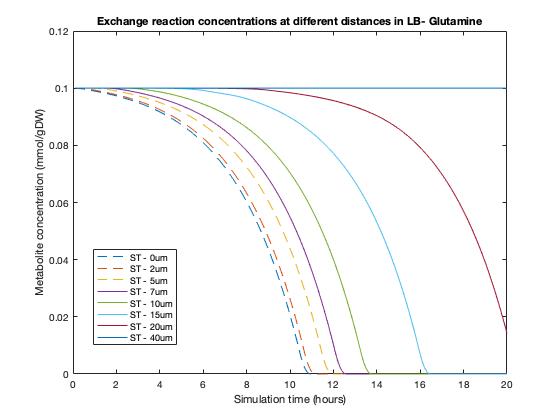 Exchange reaction concentrations at different distances in LB- Glutamine
Metabolite concentration (mmol/gDW)
0.12
0.1
0.08
0.06
0.04
0.02
0
ST - 0um
ST - 2um
ST - 5um
ST - 7um
ST - 10um
ST - 15um
ST - 20um
ST - 40um
0 2 4 6 8 10 12 14 16 18 20
Simulation time (hours)